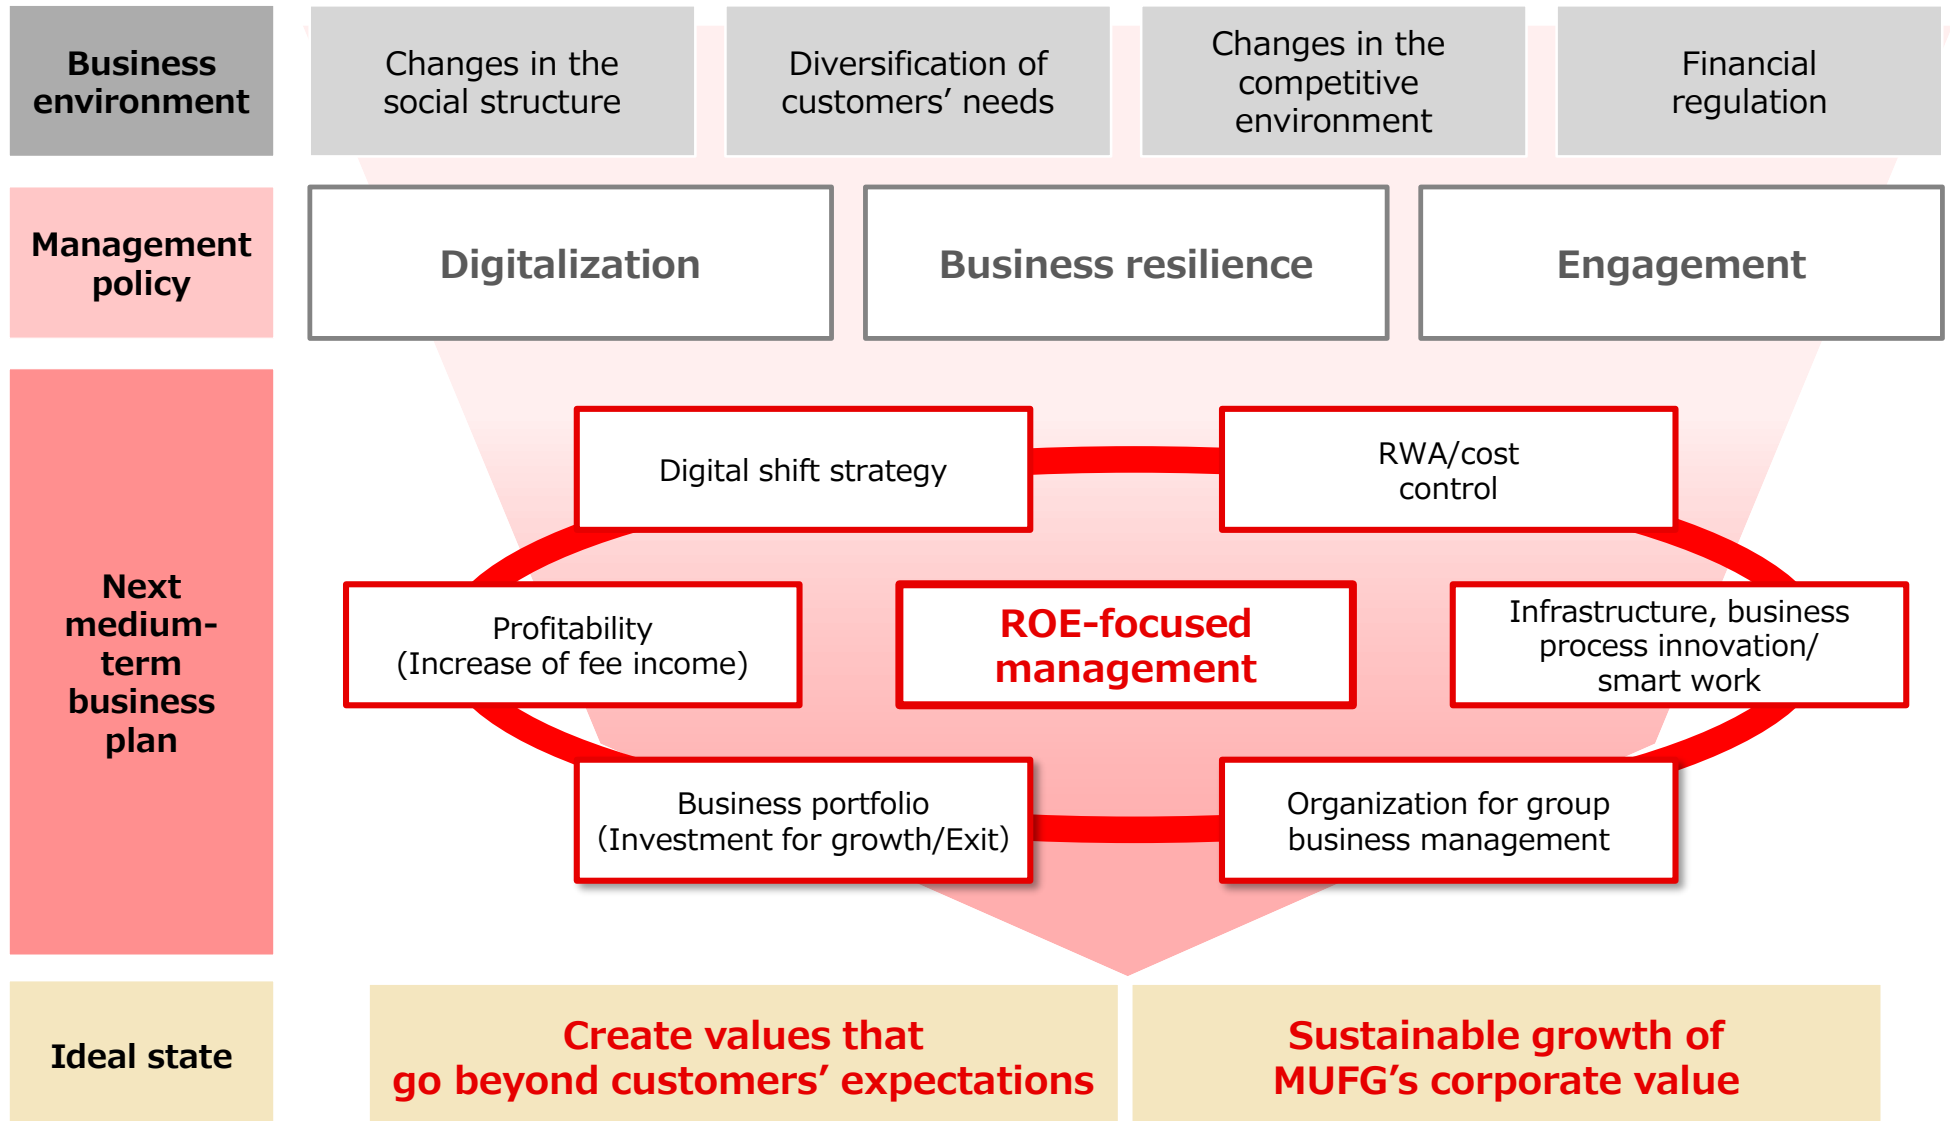 Business
environment
Changes in the
social structure
Diversification of
customers’ needs
Changes in the
competitive
environment
Financial
regulation
Management
policy
Digitalization
Business resilience
Engagement
Next
medium-
term
business
plan
Digital shift strategy
RWA/cost
control
Profitability
(Increase of fee income)
ROE-focused
management
Infrastructure, business
process innovation/
smart work
Business portfolio
(Investment for growth/Exit)
Organization for group
business management
Ideal state
Create values that
go beyond customers’ expectations
Sustainable growth of
MUFG’s corporate value